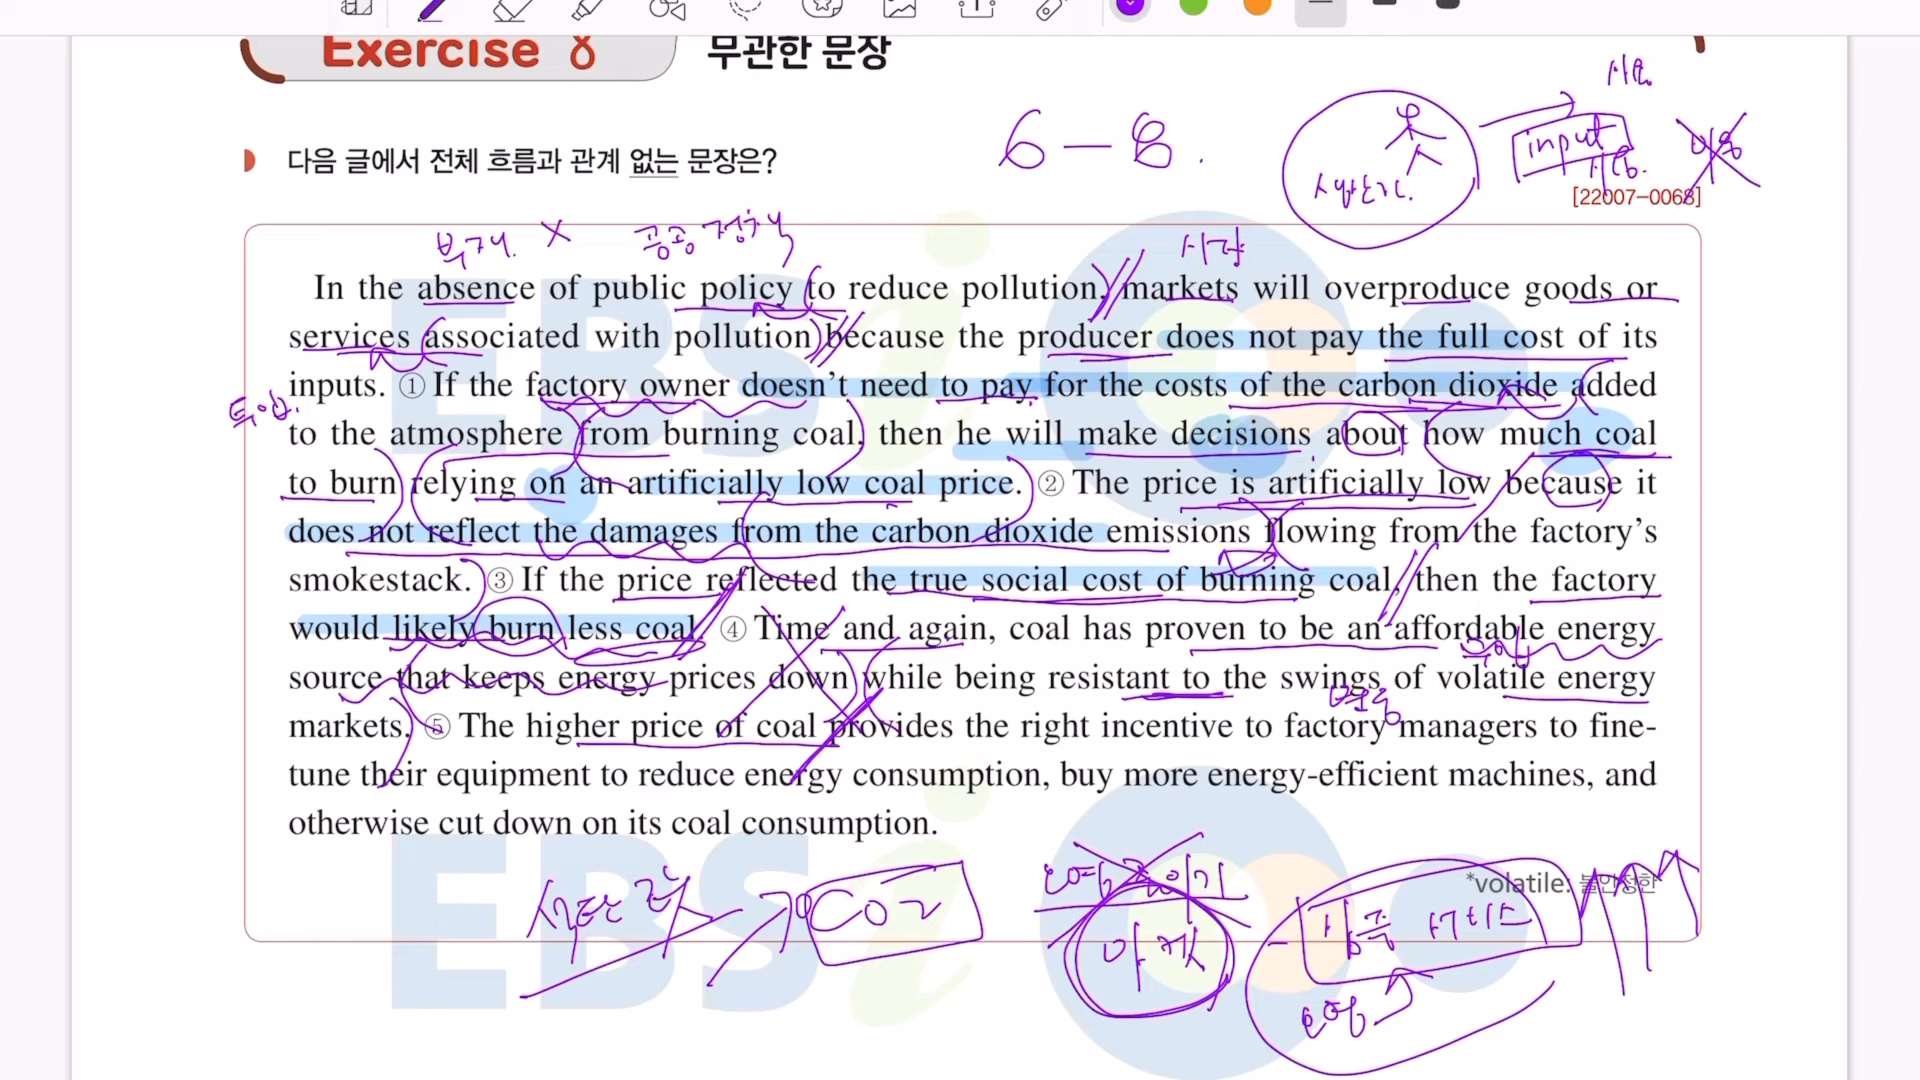 Exercise 8 무관한 문장
6-8.
다음 글에서 전체 흐름과 관계 없는 문장은?
input
[22007-0068]
공공 정책
In the absence of public policy to reduce pollution, markets will overproduce goods or
services associated with pollution because the producer does not pay the full cost of its
inputs. ① If the factory owner doesn't need to pay for the costs of the carbon dioxide added
to the atmosphere from burning coal, then he will make decisions about how much coal
to burn relying on an artificially low coal price. ② The price is artificially low because it
does not reflect the damages from the carbon dioxide emissions flowing from the factory's
smokestack. ③ If the price reflected the true social cost of burning coal, then the factory
would likely burn less coal. ④ Time and again, coal has proven to be an affordable energy
source that keeps energy prices down while being resistant to the swings of volatile energy
markets. ⑤ The higher price of coal provides the right incentive to factory managers to fine-
tune their equipment to reduce energy consumption, buy more energy-efficient machines, and
otherwise cut down on its coal consumption.
*volatile: 불안정한
CO2
EBSi